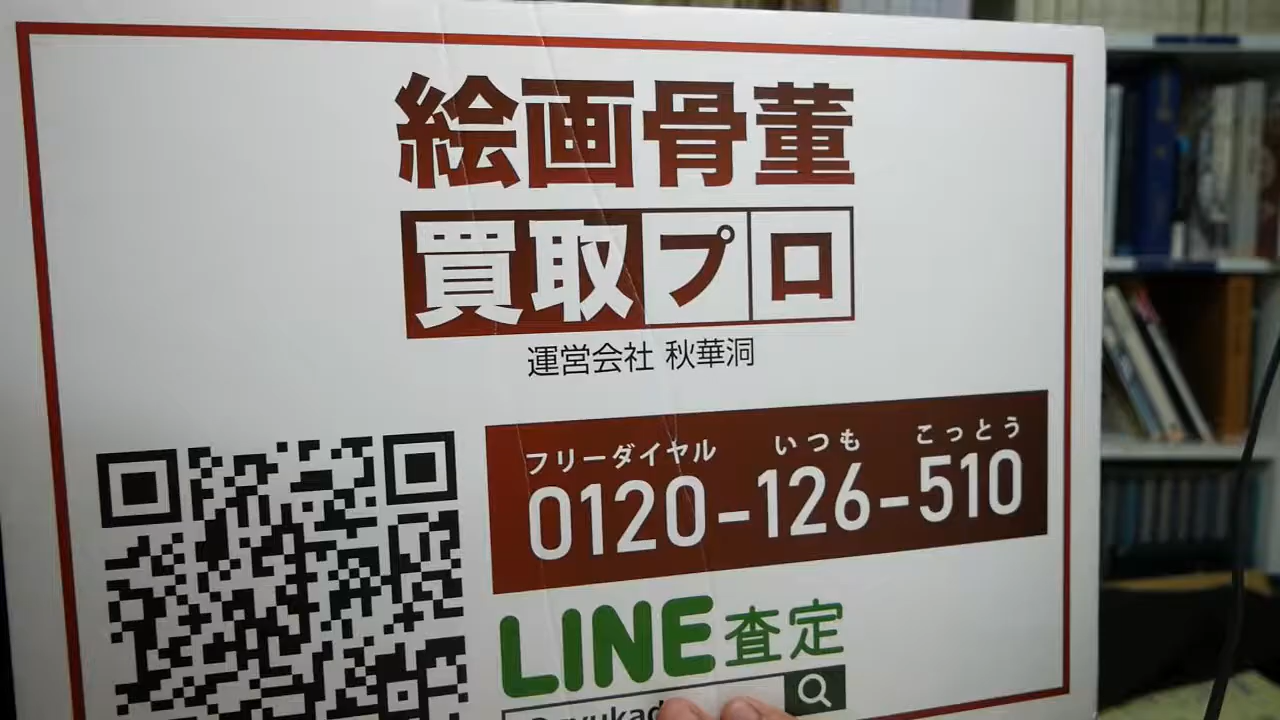 絵画骨董
買取プロ
運営会社 秋華洞
フリーダイヤル いつも こっとう
0120-126-510
LINE査定